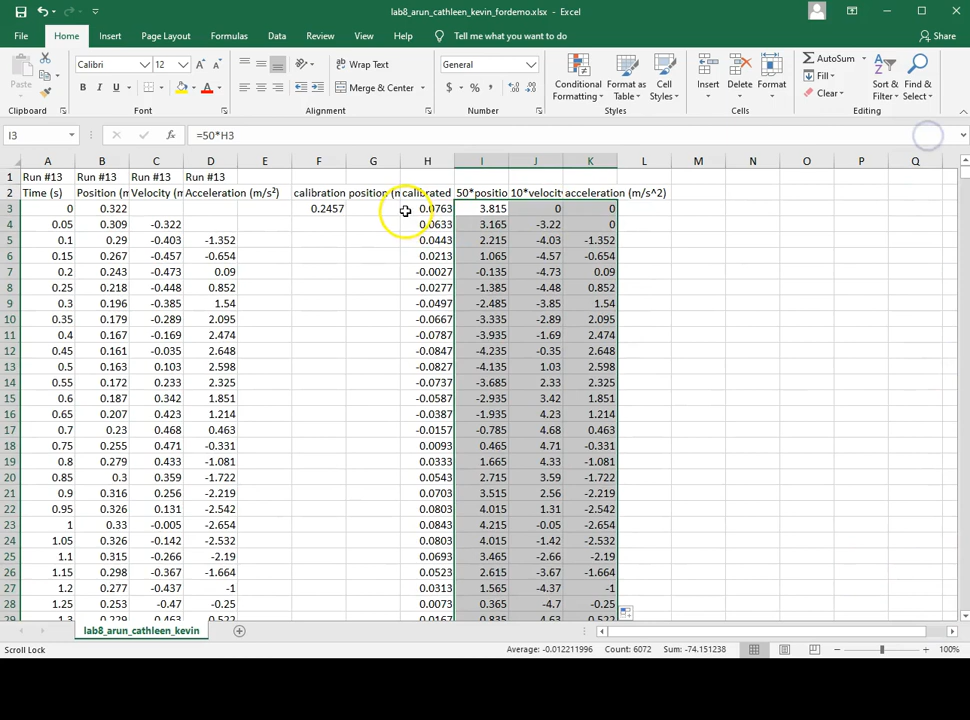 lab8_arun_cathleen_kevin_fordemo.xlsx - Excel
File Home Insert Page Layout Formulas Data Review View Help Tell me what you want to do Share
Calibri 12 A A Wrap Text General AutoSum
Paste B I U A Merge & Center $ % , Conditional Formatting Format as Table Cell Styles Insert Delete Format Fill Clear Sort & Filter Find & Select
Clipboard Font Alignment Number Styles Cells Editing
I3 fx =50*H3
A B C D E F G H I J K L M N O P Q
1 Run #13 Run #13 Run #13 Run #13
2 Time (s) Position (m Velocity (m Acceleration (m/s²) calibration position (m calibrated 50*positio 10*velocit acceleration (m/s^2)
3 0 0.322 0.2457 0.0763 3.815 0 0
4 0.05 0.309 -0.322 0.0633 3.165 -3.22 0
5 0.1 0.29 -0.403 -1.352 0.0443 2.215 -4.03 -1.352
6 0.15 0.267 -0.457 -0.654 0.0213 1.065 -4.57 -0.654
7 0.2 0.243 -0.473 0.09 -0.0027 -0.135 -4.73 0.09
8 0.25 0.218 -0.448 0.852 -0.0277 -1.385 -4.48 0.852
9 0.3 0.196 -0.385 1.54 -0.0497 -2.485 -3.85 1.54
10 0.35 0.179 -0.289 2.095 -0.0667 -3.335 -2.89 2.095
11 0.4 0.167 -0.169 2.474 -0.0787 -3.935 -1.69 2.474
12 0.45 0.161 -0.035 2.648 -0.0847 -4.235 -0.35 2.648
13 0.5 0.163 0.103 2.598 -0.0827 -4.135 1.03 2.598
14 0.55 0.172 0.233 2.325 -0.0737 -3.685 2.33 2.325
15 0.6 0.187 0.342 1.851 -0.0587 -2.935 3.42 1.851
16 0.65 0.207 0.423 1.214 -0.0387 -1.935 4.23 1.214
17 0.7 0.23 0.468 0.463 -0.0157 -0.785 4.68 0.463
18 0.75 0.255 0.471 -0.331 0.0093 0.465 4.71 -0.331
19 0.8 0.279 0.433 -1.081 0.0333 1.665 4.33 -1.081
20 0.85 0.3 0.359 -1.722 0.0543 2.715 3.59 -1.722
21 0.9 0.316 0.256 -2.219 0.0703 3.515 2.56 -2.219
22 0.95 0.326 0.131 -2.542 0.0803 4.015 1.31 -2.542
23 1 0.33 -0.005 -2.654 0.0843 4.215 -0.05 -2.654
24 1.05 0.326 -0.142 -2.532 0.0803 4.015 -1.42 -2.532
25 1.1 0.315 -0.266 -2.19 0.0693 3.465 -2.66 -2.19
26 1.15 0.298 -0.367 -1.664 0.0523 2.615 -3.67 -1.664
27 1.2 0.277 -0.437 -1 0.0313 1.565 -4.37 -1
28 1.25 0.253 -0.47 -0.25 0.0073 0.365 -4.7 -0.25
29 1.3 0.229 0.463 0.522 0.0167 0.835 4.63 0.522
lab8_arun_cathleen_kevin
Scroll Lock Average: -0.012211996 Count: 6072 Sum: -74.151238 100%